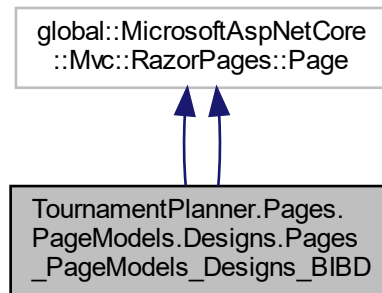 global::MicrosoftAspNetCore
::Mvc::RazorPages::Page
TournamentPlanner.Pages.
PageModels.Designs.Pages
_PageModels_Designs_BIBD